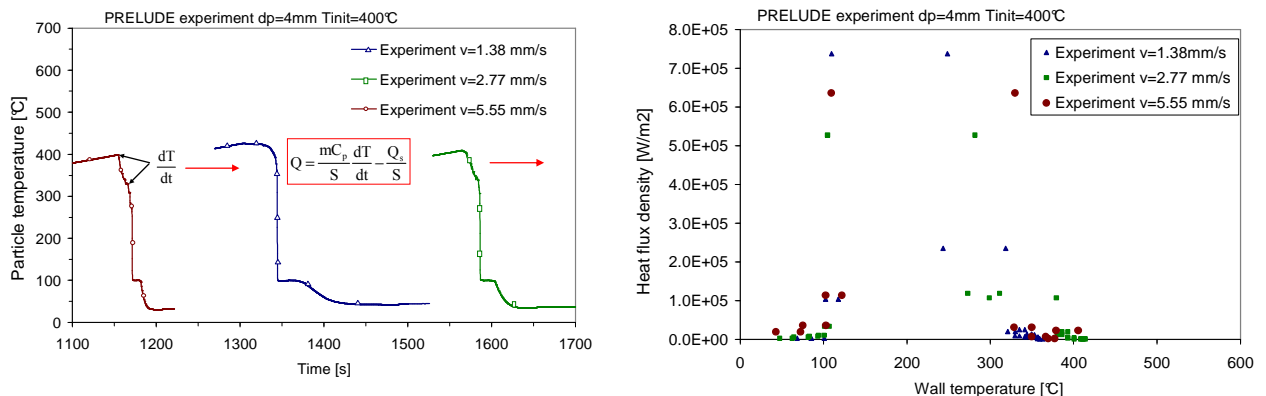 PRELUDE experiment dp=4mm Tinit=400°C
700
600
500
400
300
200
100
0
1100
1200
1300
1400
1500
1600
1700
Particle temperature [°C]
Time [s]
Experiment v=1.38 mm/s
Experiment v=2.77 mm/s
Experiment v=5.55 mm/s
dT
dt
Q = mCp/S dT/dt − Qs/S
PRELUDE experiment dp=4mm Tinit=400°C
8.0E+05
7.0E+05
6.0E+05
5.0E+05
4.0E+05
3.0E+05
2.0E+05
1.0E+05
0.0E+00
0
100
200
300
400
500
600
Heat flux density [W/m2]
Wall temperature [°C]
Experiment v=1.38mm/s
Experiment v=2.77 mm/s
Experiment v=5.55 mm/s